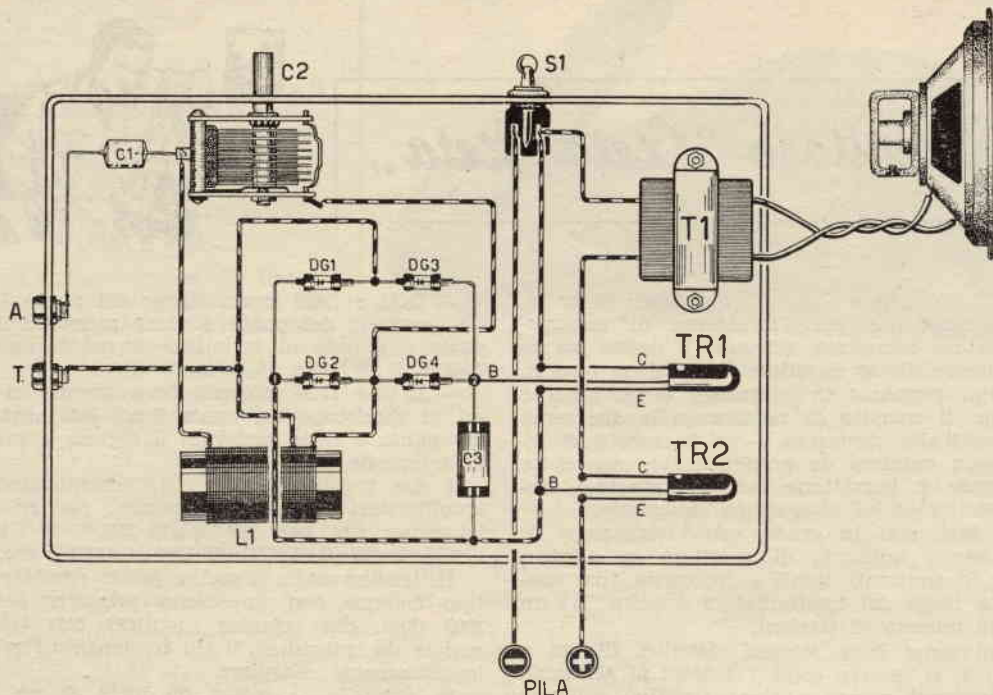 C2
S1
C1
T1
A.
DG1
DG3
TR1
C
T.
DG2
DG4
B
E
TR2
C
C3
B
E
L1
− +
PILA